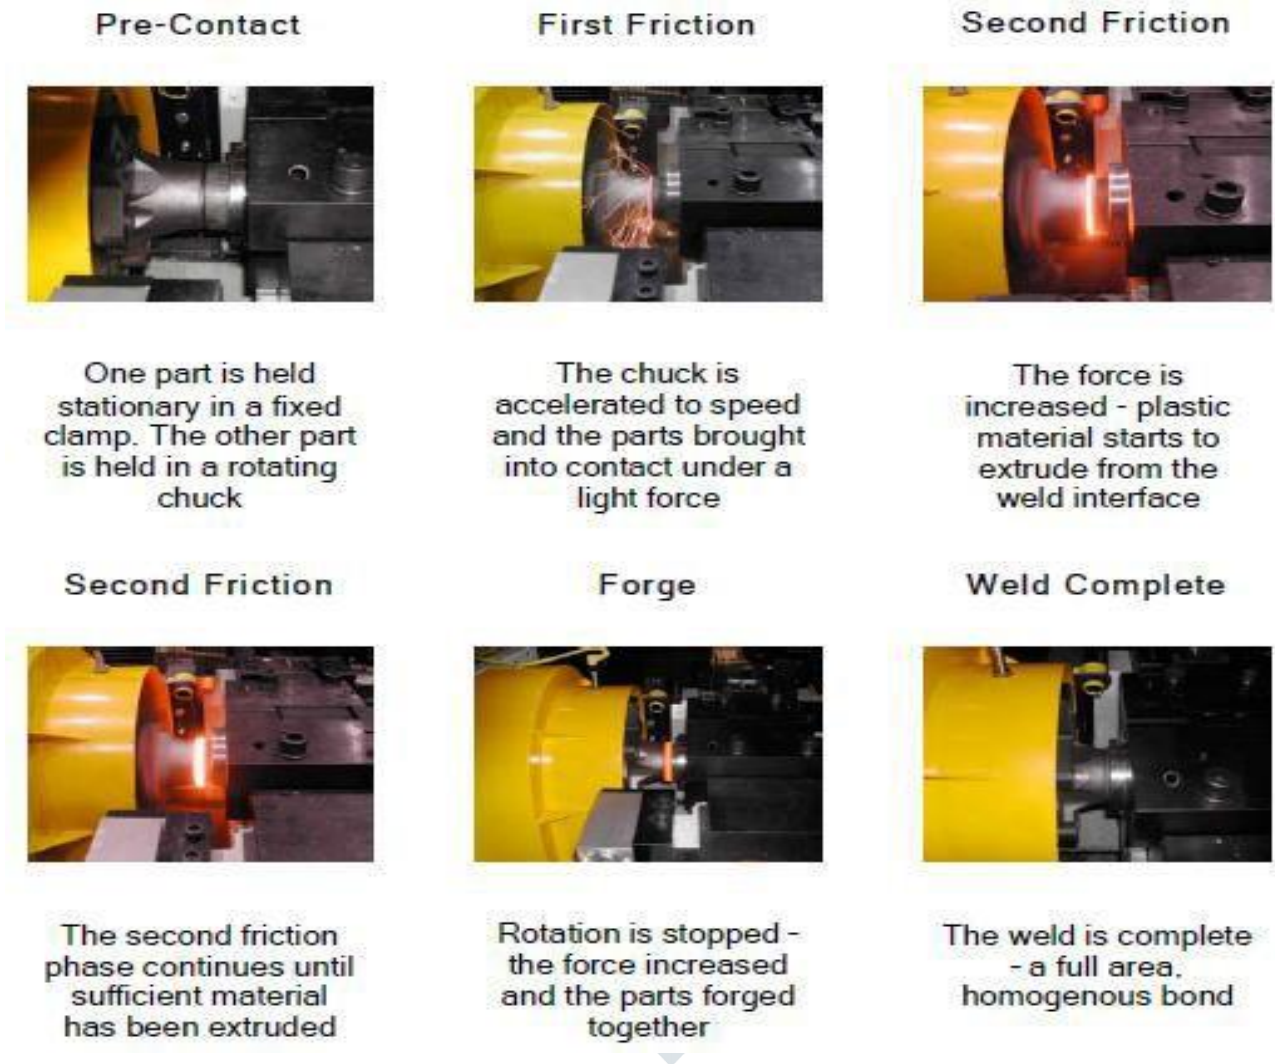 Pre-Contact
First Friction
Second Friction
One part is held
stationary in a fixed
clamp. The other part
is held in a rotating
chuck
The chuck is
accelerated to speed
and the parts brought
into contact under a
light force
The force is
increased - plastic
material starts to
extrude from the
weld interface
Second Friction
Forge
Weld Complete
The second friction
phase continues until
sufficient material
has been extruded
Rotation is stopped -
the force increased
and the parts forged
together
The weld is complete
- a full area,
homogenous bond